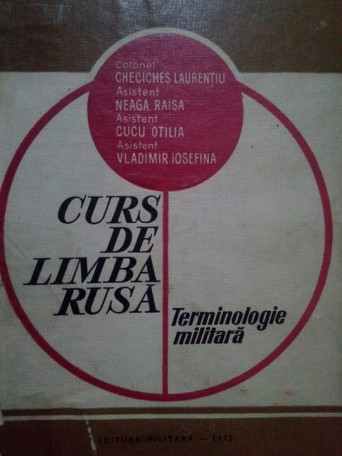 Colonel
CHECICHES LAURENȚIU
Asistent
NEAGA RAISA
Asistent
CUCU OTILIA
Asistent
VLADIMIR IOSEFINA
CURS
DE
LIMBA
RUSĂ
Terminologie
militară
EDITURA MILITARĂ —